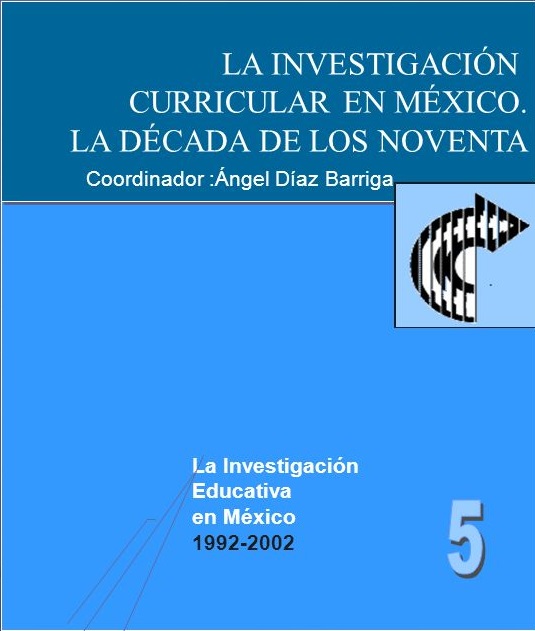 LA INVESTIGACIÓN
CURRICULAR EN MÉXICO.
LA DÉCADA DE LOS NOVENTA
Coordinador :Ángel Díaz Barriga
La Investigación
Educativa
en México
1992-2002
5